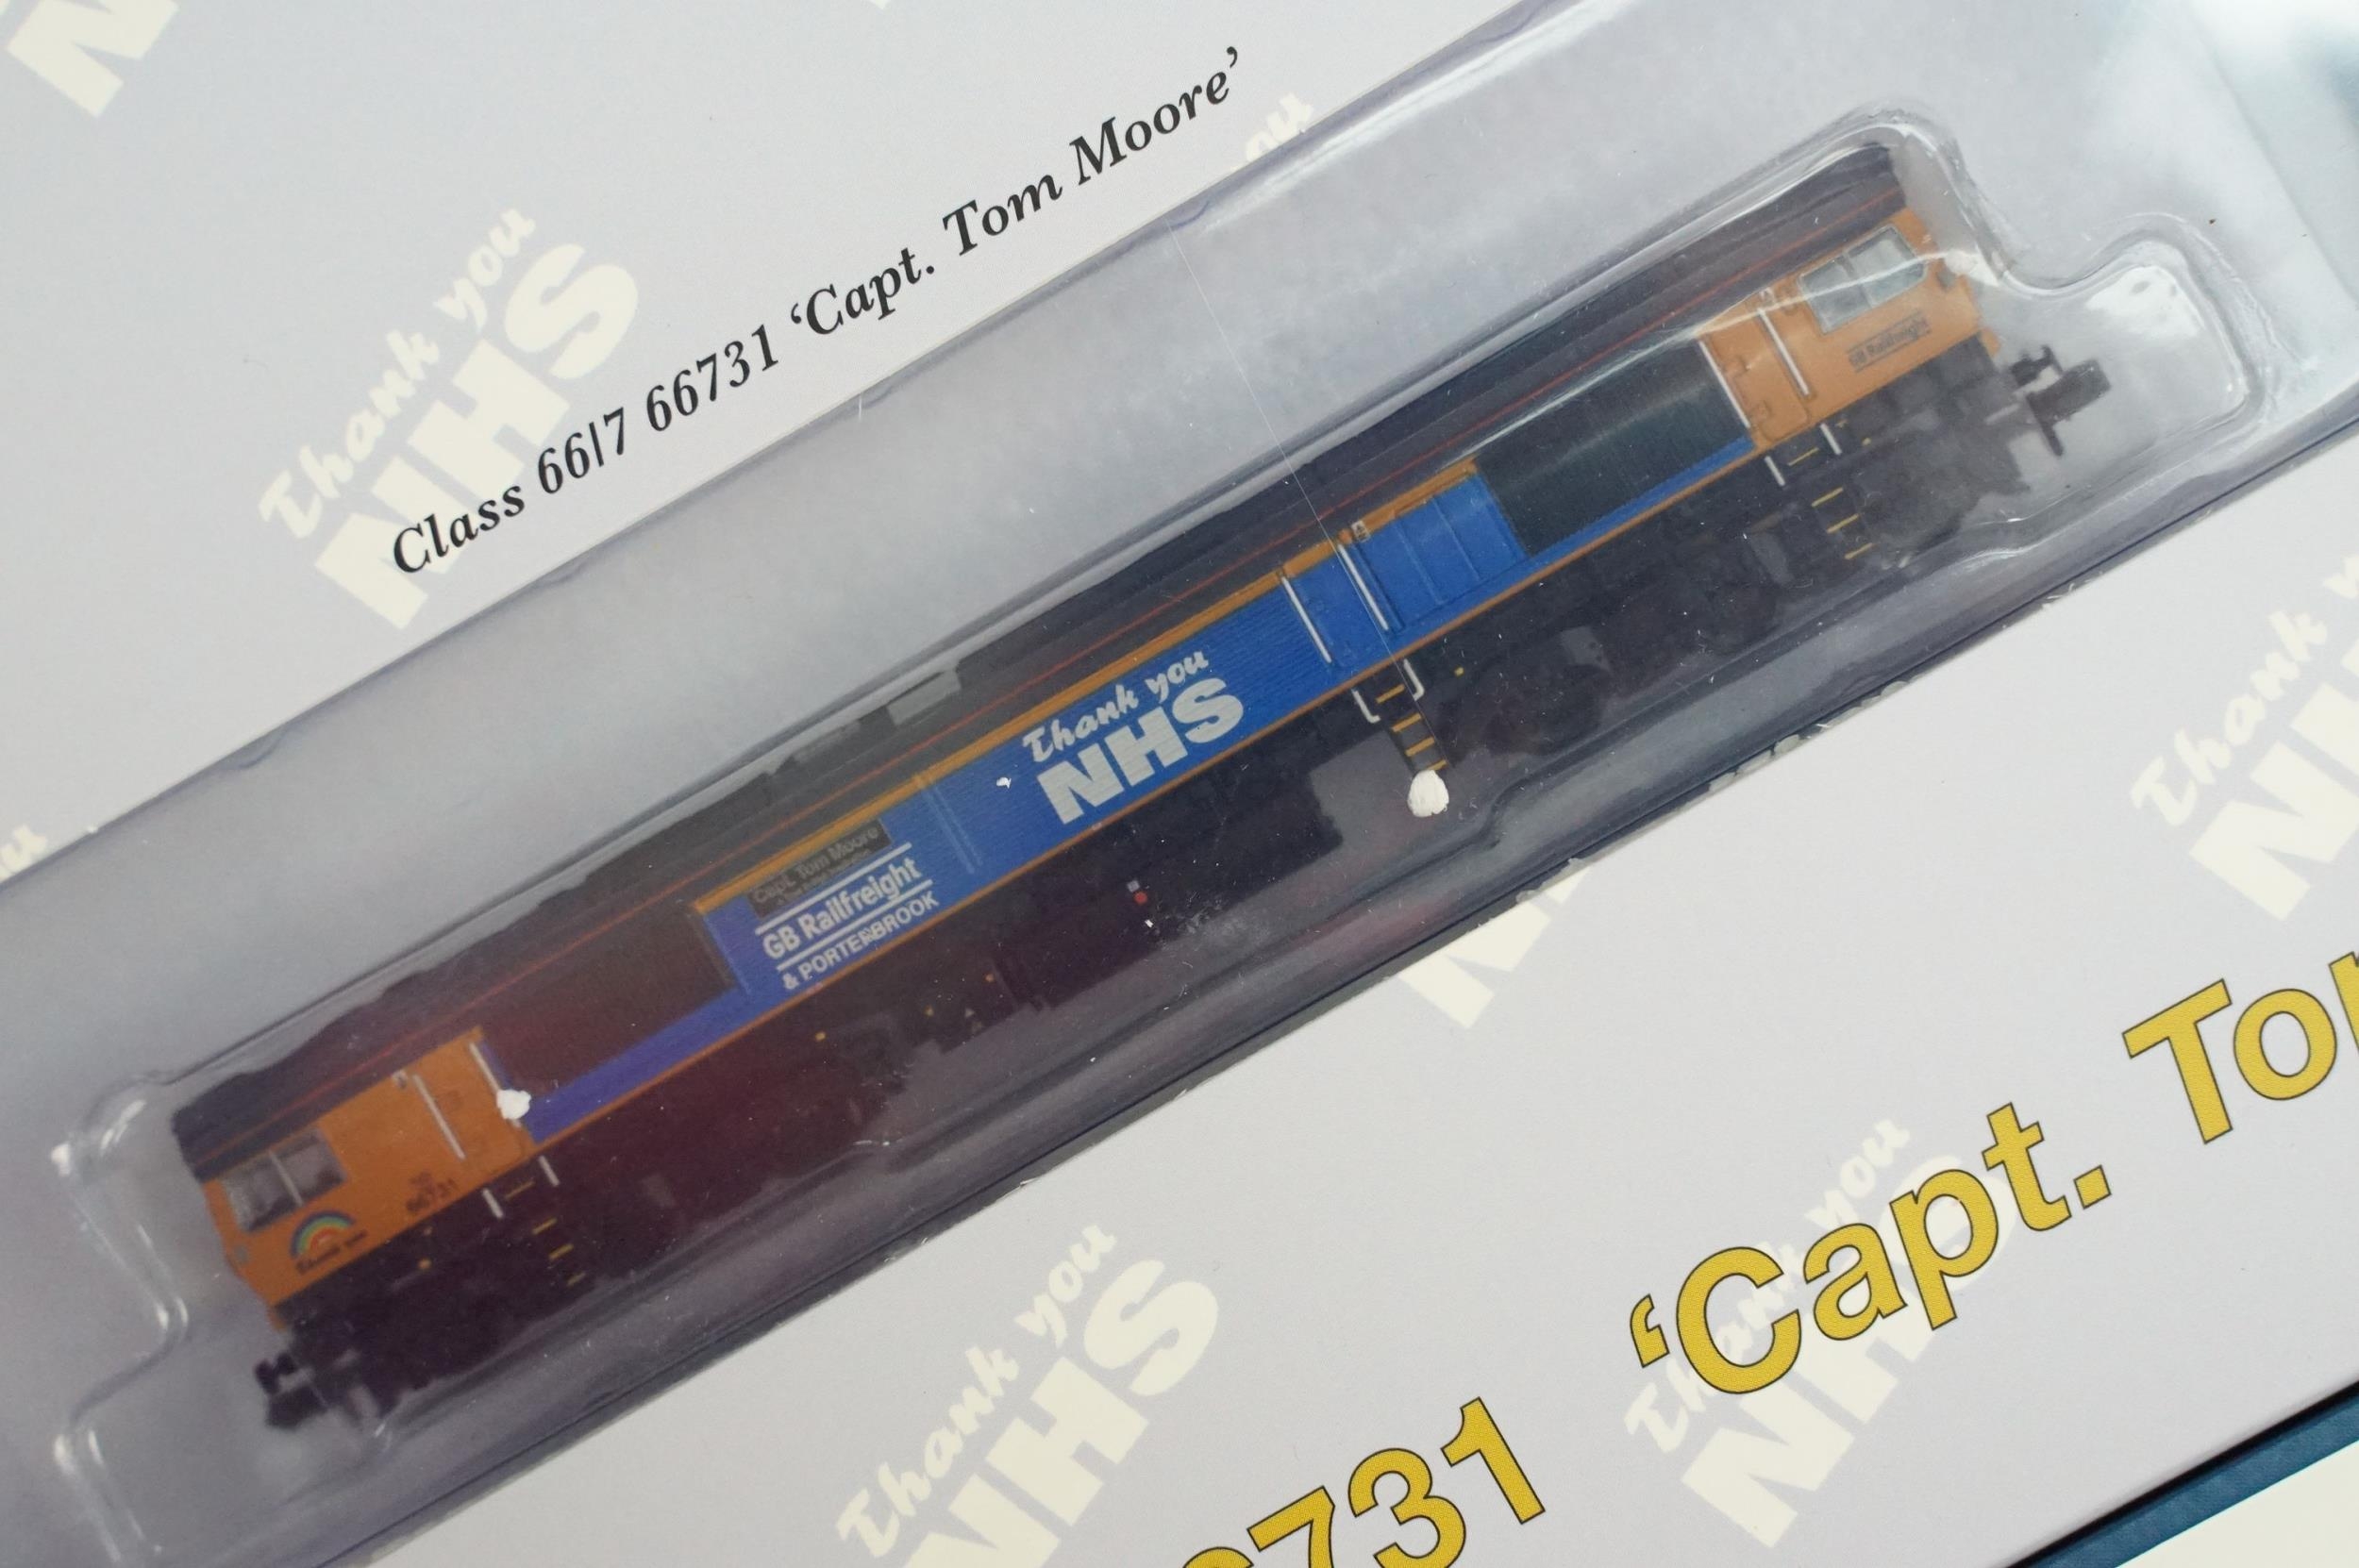 Thank you
NHS
Class 66/7 66731 ‘Capt. Tom Moore’
GB Railfreight
Thank you
NHS
Capt. Tom Moore
GB Railfreight
& PORTERBROOK
66731
Thank you
NHS
Thank you
NHS
Thank you
NHS
731 ‘Capt. To